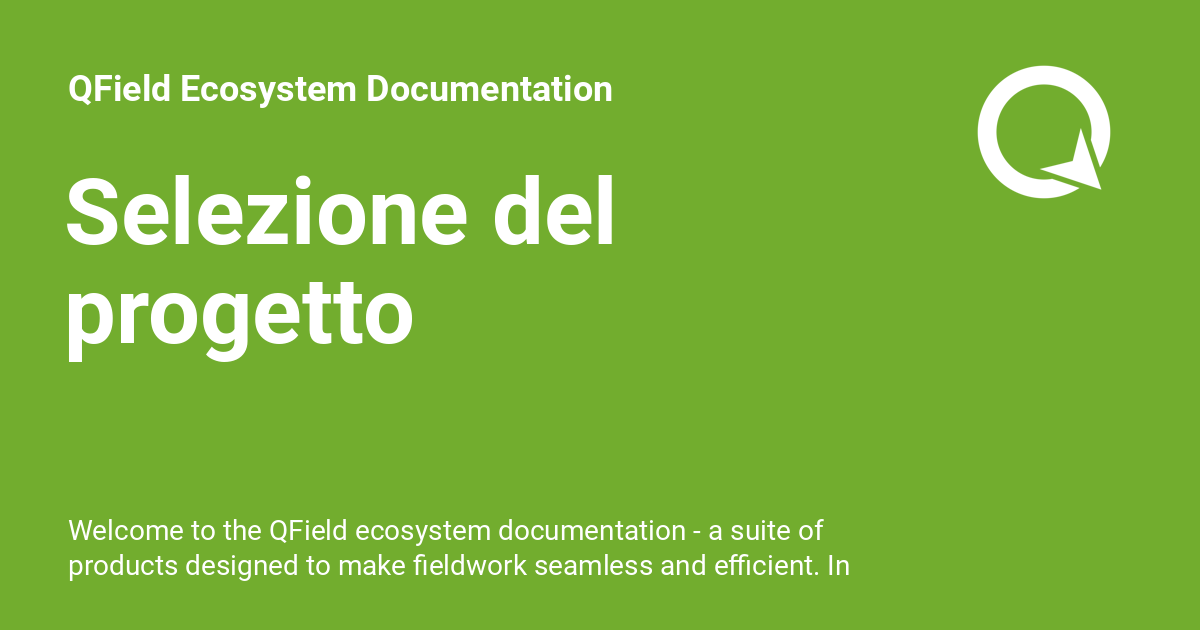 QField Ecosystem Documentation
Selezione del
progetto
Welcome to the QField ecosystem documentation - a suite of
products designed to make fieldwork seamless and efficient. In